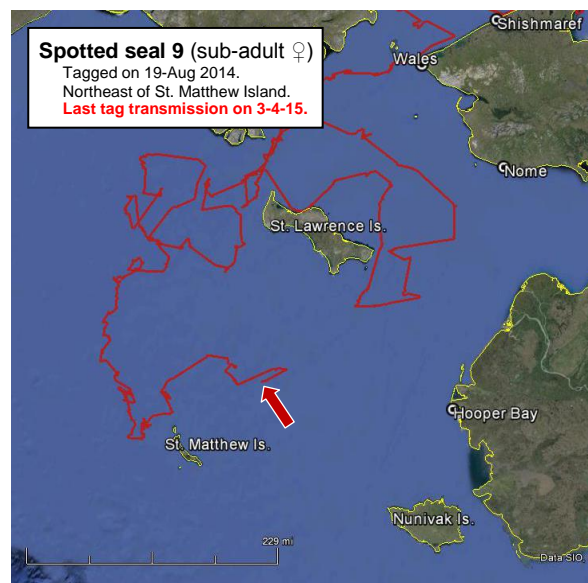 Spotted seal 9 (sub-adult ♀)
Tagged on 19-Aug 2014.
Northeast of St. Matthew Island.
Last tag transmission on 3-4-15.
Shishmaref
Wales
Nome
St. Lawrence Is.
Hooper Bay
St. Matthew Is.
Nunivak Is.
229 mi
Data SIO